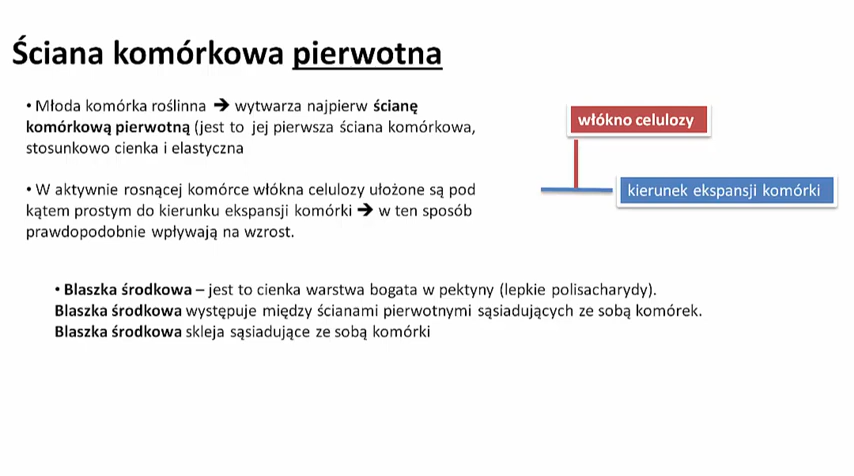 Ściana komórkowa pierwotna
• Młoda komórka roślinna → wytwarza najpierw ścianę
komórkową pierwotną (jest to jej pierwsza ściana komórkowa,
stosunkowo cienka i elastyczna
• W aktywnie rosnącej komórce włókna celulozy ułożone są pod
kątem prostym do kierunku ekspansji komórki → w ten sposób
prawdopodobnie wpływają na wzrost.
włókno celulozy
kierunek ekspansji komórki
• Blaszka środkowa – jest to cienka warstwa bogata w pektyny (lepkie polisacharydy).
Blaszka środkowa występuje między ścianami pierwotnymi sąsiadujących ze sobą komórek.
Blaszka środkowa skleja sąsiadujące ze sobą komórki